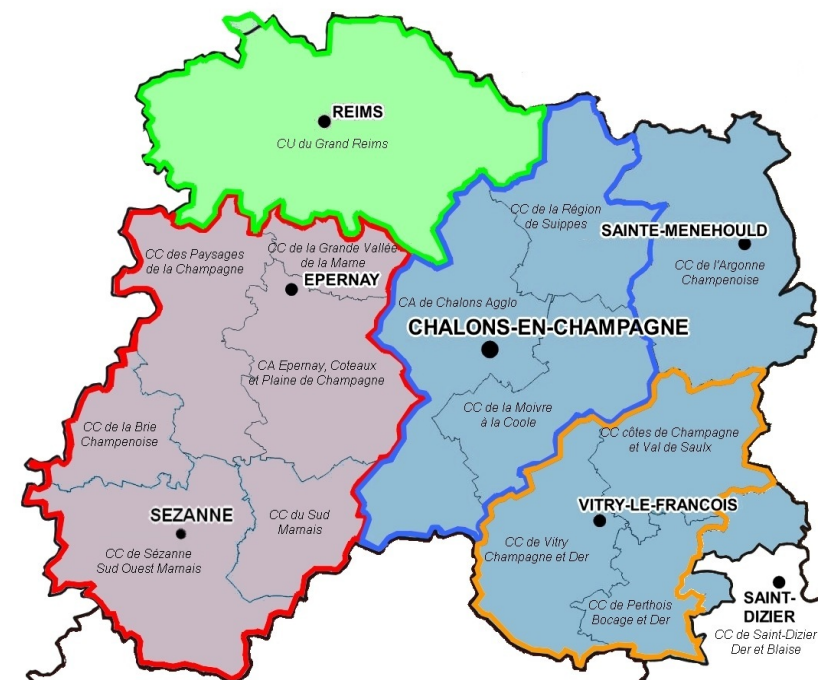 REIMS
CU du Grand Reims
CC de la Région
de Suippes
SAINTE-MENEHOULD
CC de l'Argonne
Champenoise
CC des Paysages
de la Champagne
CC de la Grande Vallée
de la Marne
EPERNAY
CA de Chalons Agglo
CHALONS-EN-CHAMPAGNE
CA Epernay, Coteaux
et Plaine de Champagne
CC de la Moivre
à la Coole
CC de la Brie
Champenoise
CC côtes de Champagne
et Val de Saulx
SEZANNE
CC du Sud
Marnais
VITRY-LE-FRANCOIS
CC de Sézanne
Sud Ouest Marnais
CC de Vitry
Champagne et Der
CC de Perthois
Bocage et Der
SAINT-
DIZIER
CC de Saint-Dizier
Der et Blaise